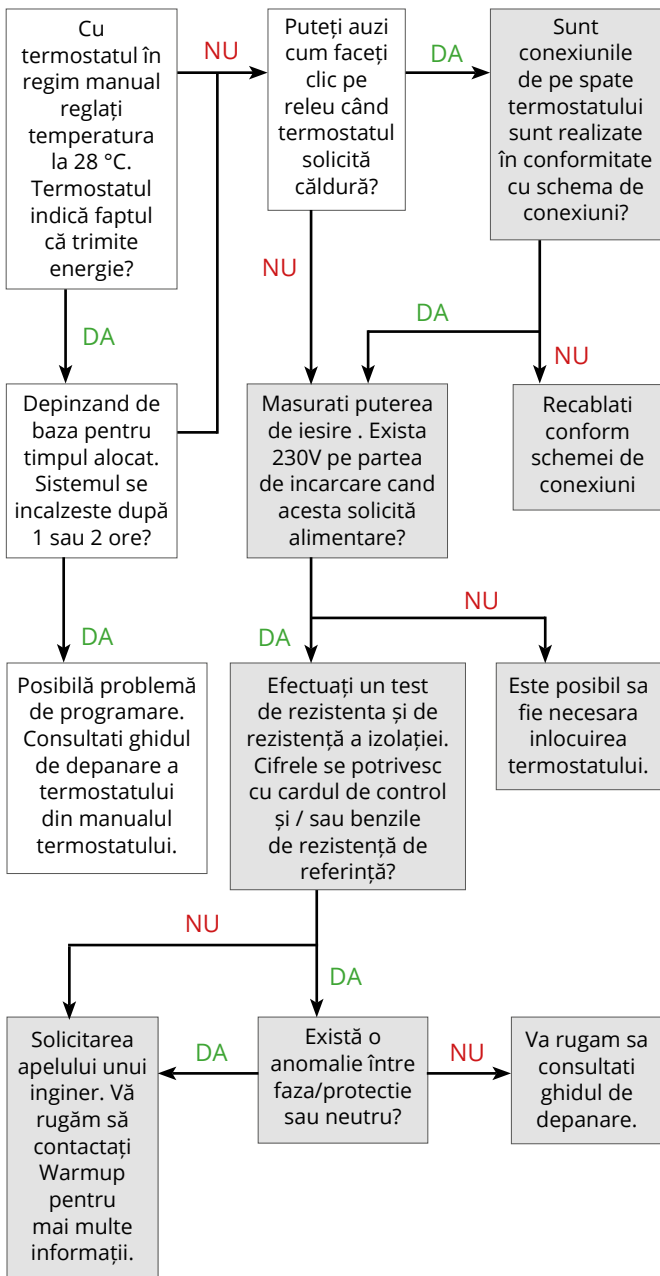 Cu
termostatul în
regim manual
reglați
temperatura
la 28 °C.
Termostatul
indică faptul
că trimite
energie?
NU
Puteți auzi
cum faceți
clic pe
releu când
termostatul
solicită
căldură?
DA
Sunt
conexiunile
de pe spate
termostatului
sunt realizate
în conformitate
cu schema de
conexiuni?
DA
NU
DA
NU
Depinzand de
baza pentru
timpul alocat.
Sistemul se
incalzeste după
1 sau 2 ore?
Masurati puterea
de iesire . Exista
230V pe partea
de incarcare cand
acesta solicită
alimentare?
Recablati
conform
schemei de
conexiuni
DA
DA
NU
Posibilă problemă
de programare.
Consultati ghidul
de depanare a
termostatului
din manualul
termostatului.
Efectuați un test
de rezistenta și de
rezistență a izolației.
Cifrele se potrivesc
cu cardul de control
și / sau benzile
de rezistență de
referință?
Este posibil sa
fie necesara
inlocuirea
termostatului.
NU
DA
Solicitarea
apelului unui
inginer. Vă
rugăm să
contactați
Warmup
pentru
mai multe
informații.
DA
Există o
anomalie între
faza/protectie
sau neutru?
NU
Va rugam sa
consultati
ghidul de
depanare.